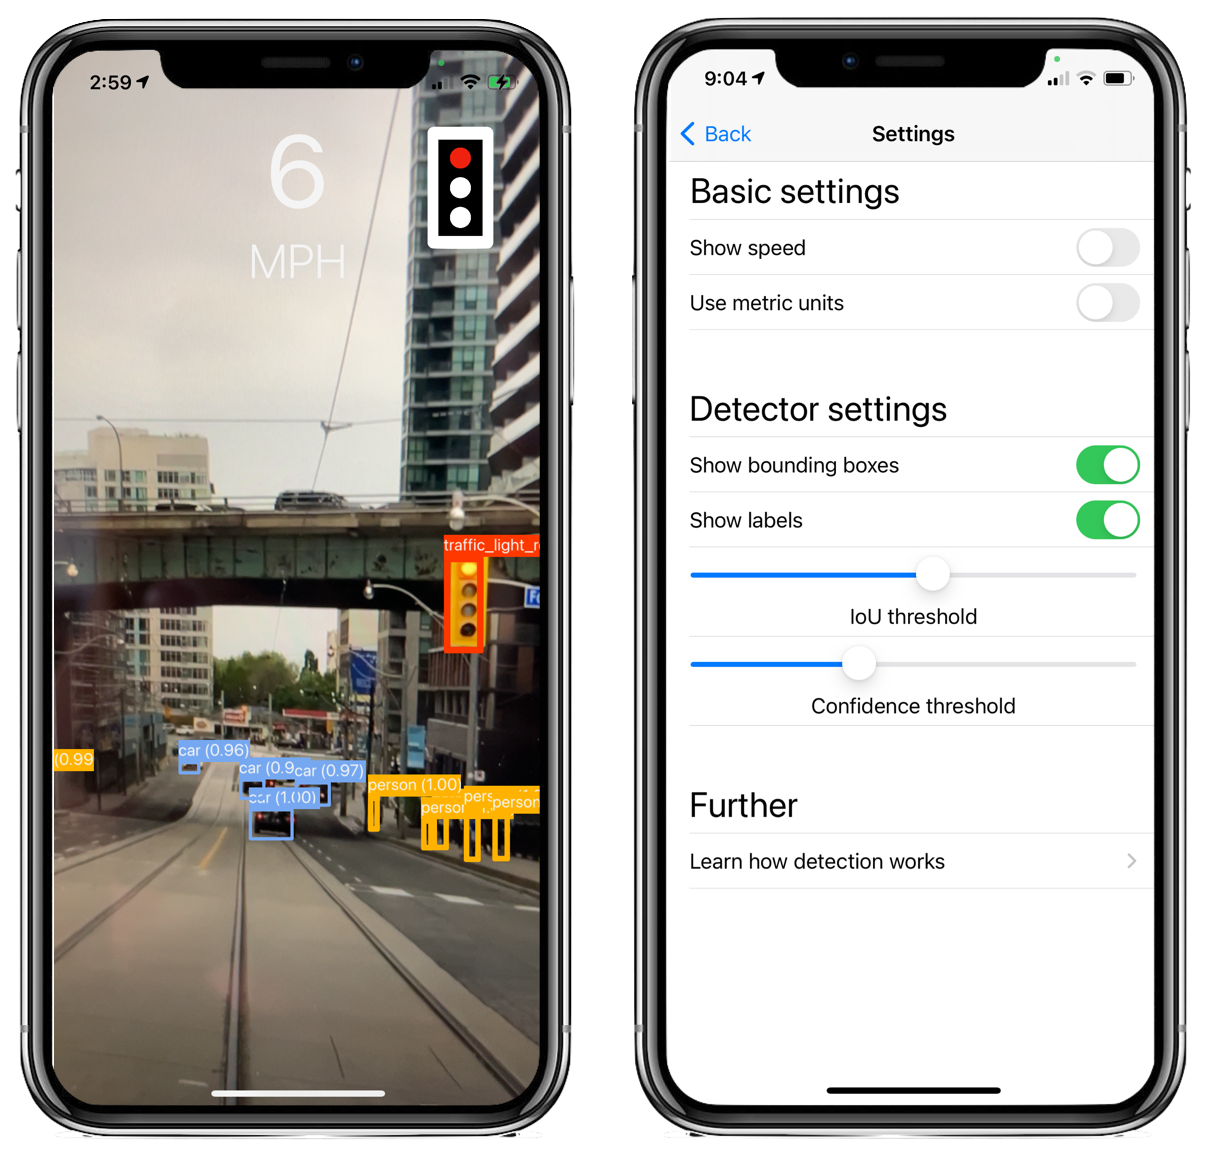 2:59
6
MPH
traffic_light_r
(0.99
car (0.96)
car (0.9
car (0.97)
car (1.00)
person (1.00)
pers
person
person
9:04
Back
Settings
Basic settings
Show speed
Use metric units
Detector settings
Show bounding boxes
Show labels
IoU threshold
Confidence threshold
Further
Learn how detection works